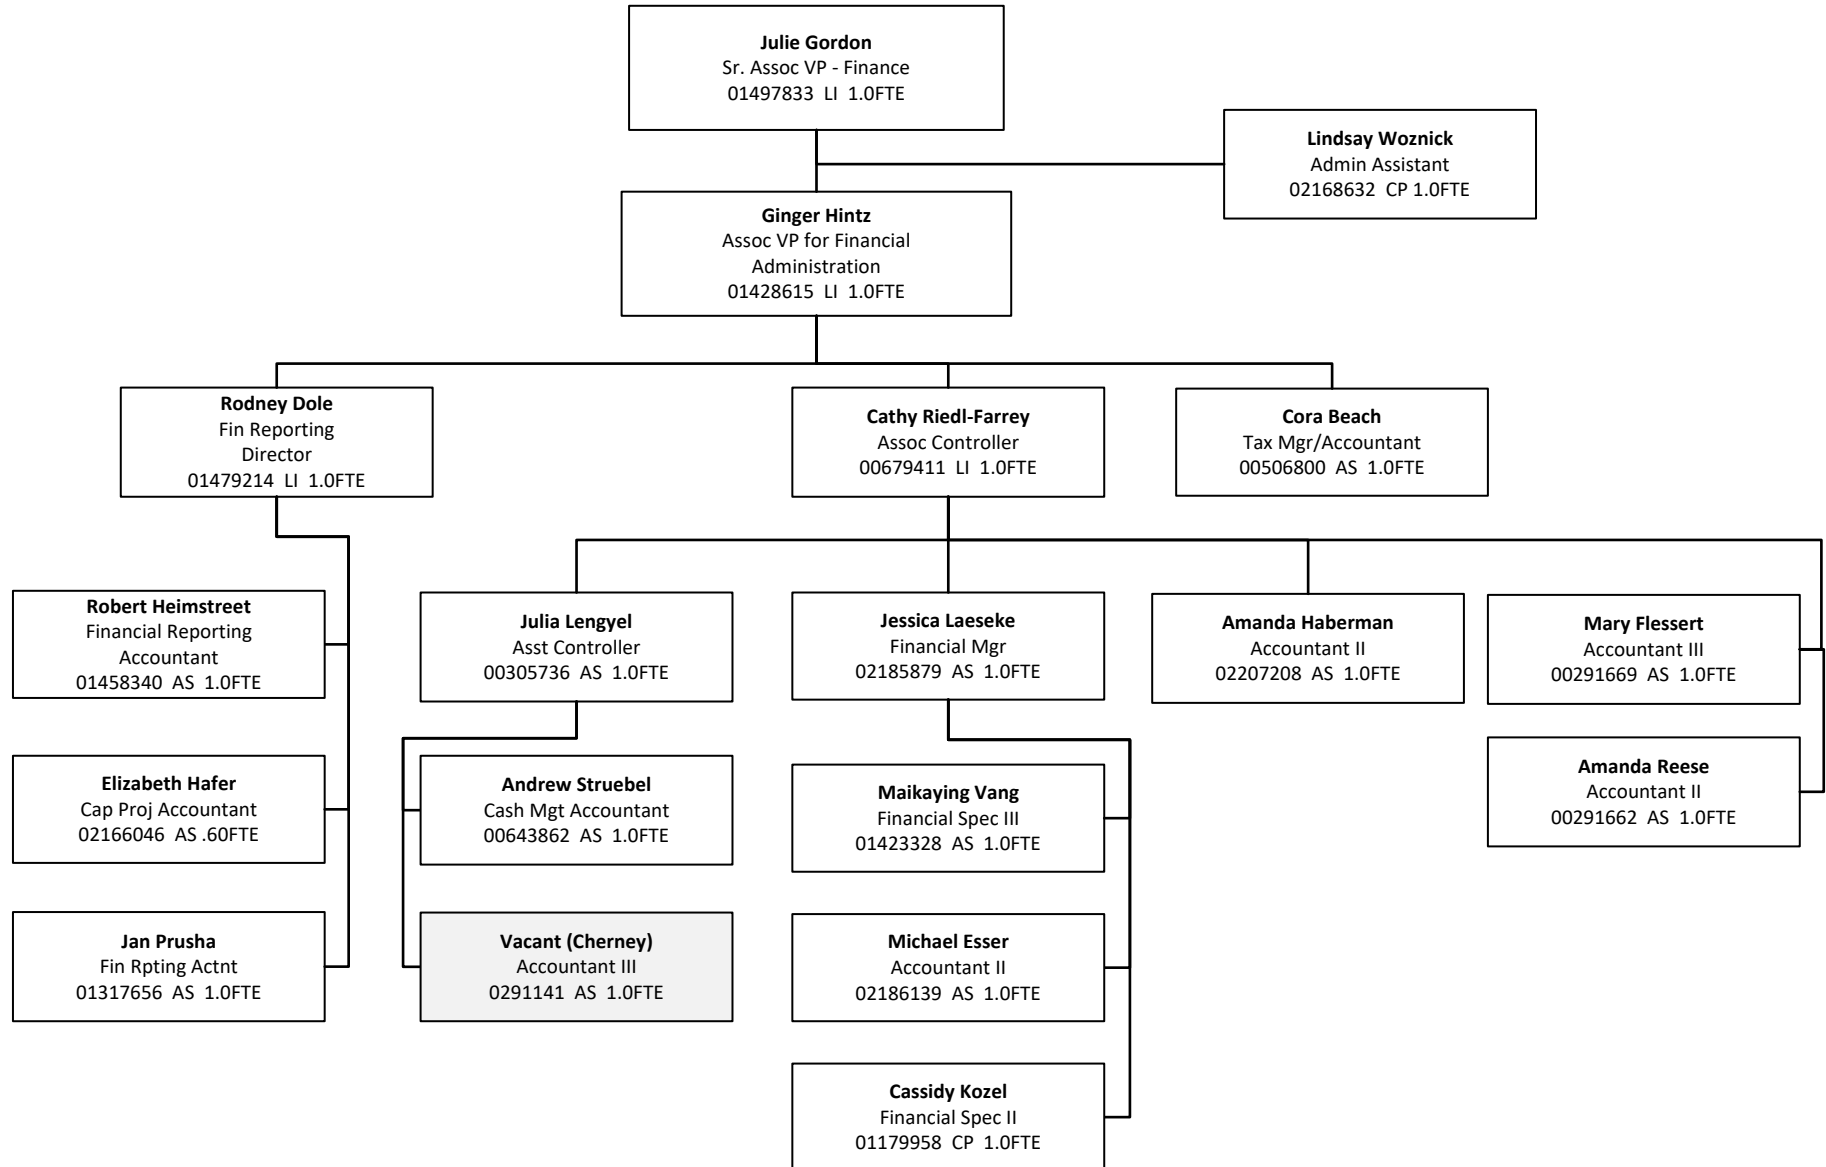 Julie Gordon
Sr. Assoc VP - Finance
01497833 LI 1.0FTE
Lindsay Woznick
Admin Assistant
02168632 CP 1.0FTE
Ginger Hintz
Assoc VP for Financial
Administration
01428615 LI 1.0FTE
Rodney Dole
Fin Reporting
Director
01479214 LI 1.0FTE
Cathy Riedl-Farrey
Assoc Controller
00679411 LI 1.0FTE
Cora Beach
Tax Mgr/Accountant
00506800 AS 1.0FTE
Robert Heimstreet
Financial Reporting
Accountant
01458340 AS 1.0FTE
Julia Lengyel
Asst Controller
00305736 AS 1.0FTE
Jessica Laeseke
Financial Mgr
02185879 AS 1.0FTE
Amanda Haberman
Accountant II
02207208 AS 1.0FTE
Mary Flessert
Accountant III
00291669 AS 1.0FTE
Elizabeth Hafer
Cap Proj Accountant
02166046 AS .60FTE
Andrew Struebel
Cash Mgt Accountant
00643862 AS 1.0FTE
Maikaying Vang
Financial Spec III
01423328 AS 1.0FTE
Amanda Reese
Accountant II
00291662 AS 1.0FTE
Jan Prusha
Fin Rpting Actnt
01317656 AS 1.0FTE
Vacant (Cherney)
Accountant III
0291141 AS 1.0FTE
Michael Esser
Accountant II
02186139 AS 1.0FTE
Cassidy Kozel
Financial Spec II
01179958 CP 1.0FTE